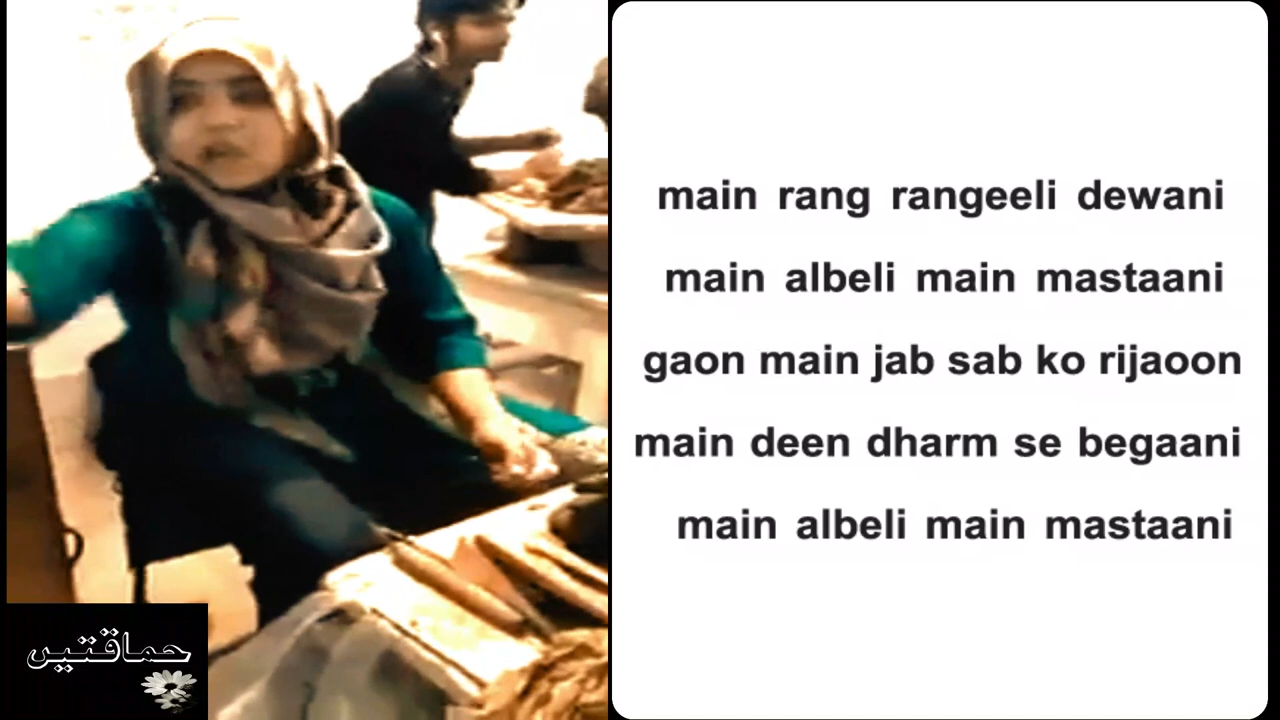 main rang rangeeli dewani
main albeli main mastaani
gaon main jab sab ko rijaoon
main deen dharm se begaani
main albeli main mastaani
حماقتیں